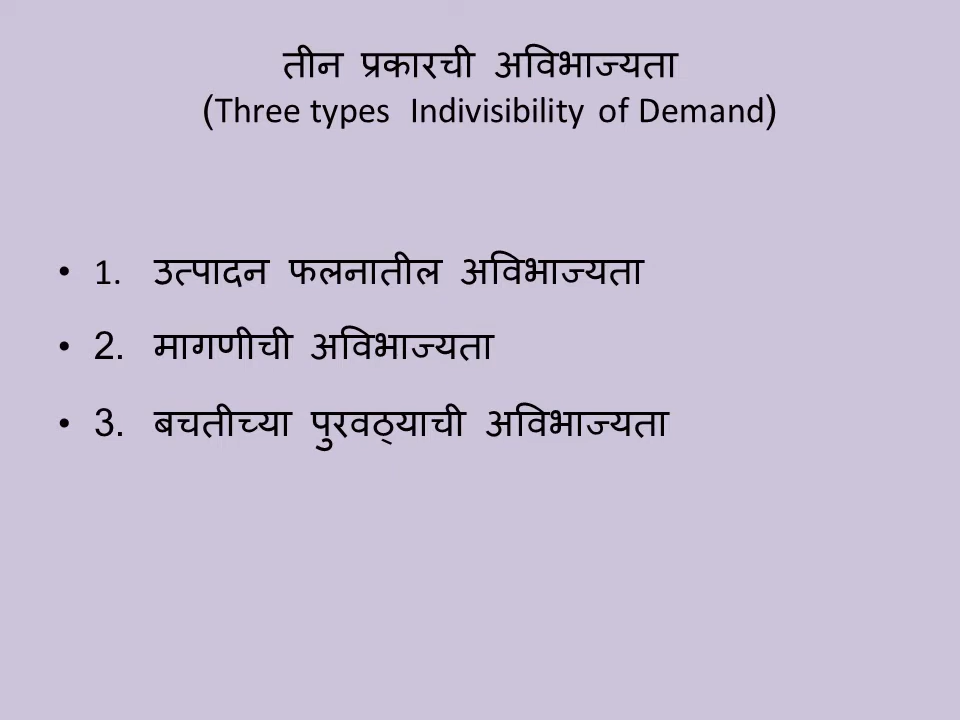 तीन प्रकारची अविभाज्यता
(Three types Indivisibility of Demand)
• 1. उत्पादन फलनातील अविभाज्यता
• 2. मागणीची अविभाज्यता
• 3. बचतीच्या पुरवठ्याची अविभाज्यता